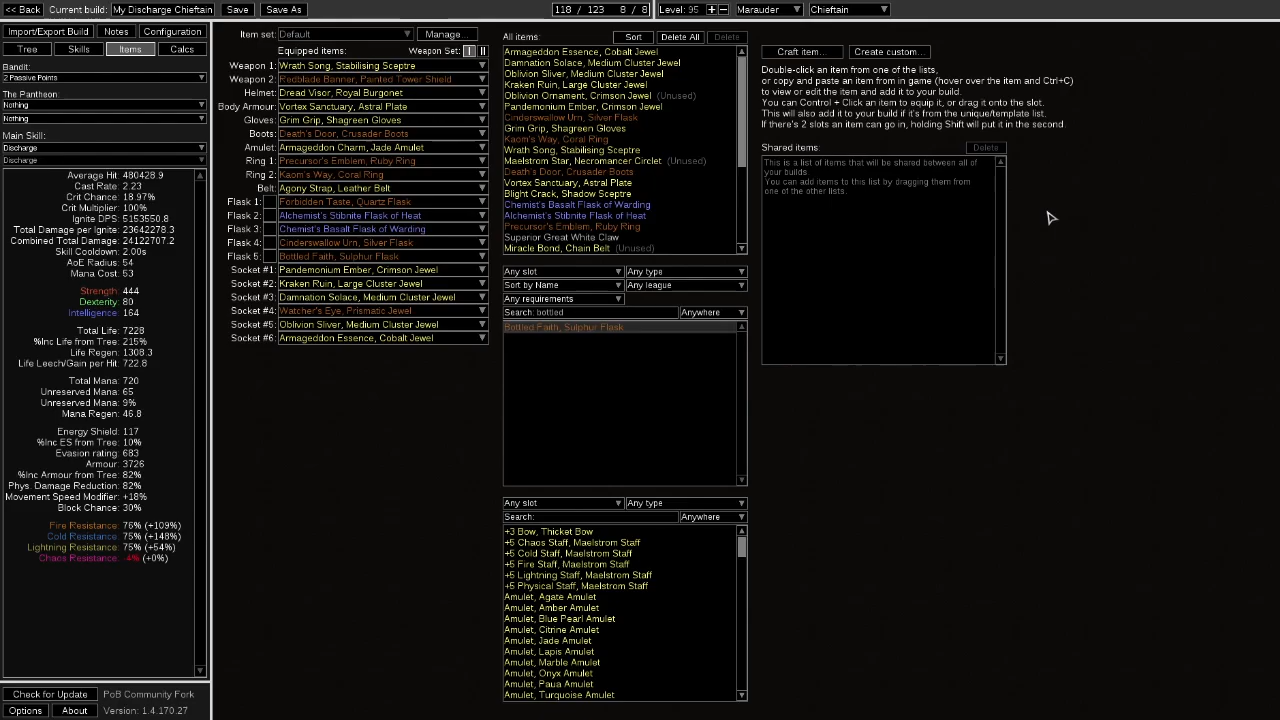 << Back
Current build:
My Discharge Chieftain
Save
Save As
118 / 123   8 / 8
Level: 95
+
−
Marauder
Chieftain
Import/Export Build
Notes
Configuration
Tree
Skills
Items
Calcs
Bandit:
2 Passive Points
The Pantheon:
Nothing
Nothing
Main Skill:
Discharge
Discharge
Average Hit: 480428.9
Cast Rate: 2.23
Crit Chance: 18.97%
Crit Multiplier: 100%
Ignite DPS: 5153550.8
Total Damage per Ignite: 23642278.3
Combined Total Damage: 24122707.2
Skill Cooldown: 2.00s
AoE Radius: 54
Mana Cost: 53
Strength: 444
Dexterity: 80
Intelligence: 164
Total Life: 7228
%Inc Life from Tree: 215%
Life Regen: 1308.3
Life Leech/Gain per Hit: 722.8
Total Mana: 720
Unreserved Mana: 65
Unreserved Mana: 9%
Mana Regen: 46.8
Energy Shield: 117
%Inc ES from Tree: 10%
Evasion rating: 683
Armour: 3726
%Inc Armour from Tree: 82%
Phys. Damage Reduction: 82%
Movement Speed Modifier: +18%
Block Chance: 30%
Fire Resistance: 76% (+109%)
Cold Resistance: 75% (+148%)
Lightning Resistance: 75% (+54%)
Chaos Resistance: -4% (+0%)
Check for Update
PoB Community Fork
Options
About
Version: 1.4.170.27
Item set:
Default
Manage...
Equipped items:
Weapon Set:
I
II
Weapon 1: Wrath Song, Stabilising Sceptre
Weapon 2: Redblade Banner, Painted Tower Shield
Helmet: Dread Visor, Royal Burgonet
Body Armour: Vortex Sanctuary, Astral Plate
Gloves: Grim Grip, Shagreen Gloves
Boots: Death's Door, Crusader Boots
Amulet: Armageddon Charm, Jade Amulet
Ring 1: Precursor's Emblem, Ruby Ring
Ring 2: Kaom's Way, Coral Ring
Belt: Agony Strap, Leather Belt
Flask 1: Forbidden Taste, Quartz Flask
Flask 2: Alchemist's Stibnite Flask of Heat
Flask 3: Chemist's Basalt Flask of Warding
Flask 4: Cinderswallow Urn, Silver Flask
Flask 5: Bottled Faith, Sulphur Flask
Socket #1: Pandemonium Ember, Crimson Jewel
Socket #2: Kraken Ruin, Large Cluster Jewel
Socket #3: Damnation Solace, Medium Cluster Jewel
Socket #4: Watcher's Eye, Prismatic Jewel
Socket #5: Oblivion Sliver, Medium Cluster Jewel
Socket #6: Armageddon Essence, Cobalt Jewel
All items:
Sort
Delete All
Delete
Armageddon Essence, Cobalt Jewel
Damnation Solace, Medium Cluster Jewel
Oblivion Sliver, Medium Cluster Jewel
Kraken Ruin, Large Cluster Jewel
Oblivion Ornament, Crimson Jewel (Unused)
Pandemonium Ember, Crimson Jewel
Cinderswallow Urn, Silver Flask
Grim Grip, Shagreen Gloves
Kaom's Way, Coral Ring
Wrath Song, Stabilising Sceptre
Maelstrom Star, Necromancer Circlet (Unused)
Death's Door, Crusader Boots
Vortex Sanctuary, Astral Plate
Blight Crack, Shadow Sceptre
Chemist's Basalt Flask of Warding
Alchemist's Stibnite Flask of Heat
Precursor's Emblem, Ruby Ring
Superior Great White Claw
Miracle Bond, Chain Belt (Unused)
Any slot
Any type
Sort by Name
Any league
Any requirements
Search: bottled
Anywhere
Bottled Faith, Sulphur Flask
Any slot
Any type
Search:
Anywhere
+3 Bow, Thicket Bow
+5 Chaos Staff, Maelstrom Staff
+5 Cold Staff, Maelstrom Staff
+5 Fire Staff, Maelstrom Staff
+5 Lightning Staff, Maelstrom Staff
+5 Physical Staff, Maelstrom Staff
Amulet, Agate Amulet
Amulet, Amber Amulet
Amulet, Blue Pearl Amulet
Amulet, Citrine Amulet
Amulet, Jade Amulet
Amulet, Lapis Amulet
Amulet, Marble Amulet
Amulet, Onyx Amulet
Amulet, Paua Amulet
Amulet, Turquoise Amulet
Craft item...
Create custom...
Double-click an item from one of the lists,
or copy and paste an item from in game (hover over the item and Ctrl+C)
to view or edit the item and add it to your build.
You can Control + Click an item to equip it, or drag it onto the slot.
This will also add it to your build if it's from the unique/template list.
If there's 2 slots an item can go in, holding Shift will put it in the second.
Shared items:
Delete
This is a list of items that will be shared between all of
your builds.
You can add items to this list by dragging them from
one of the other lists.